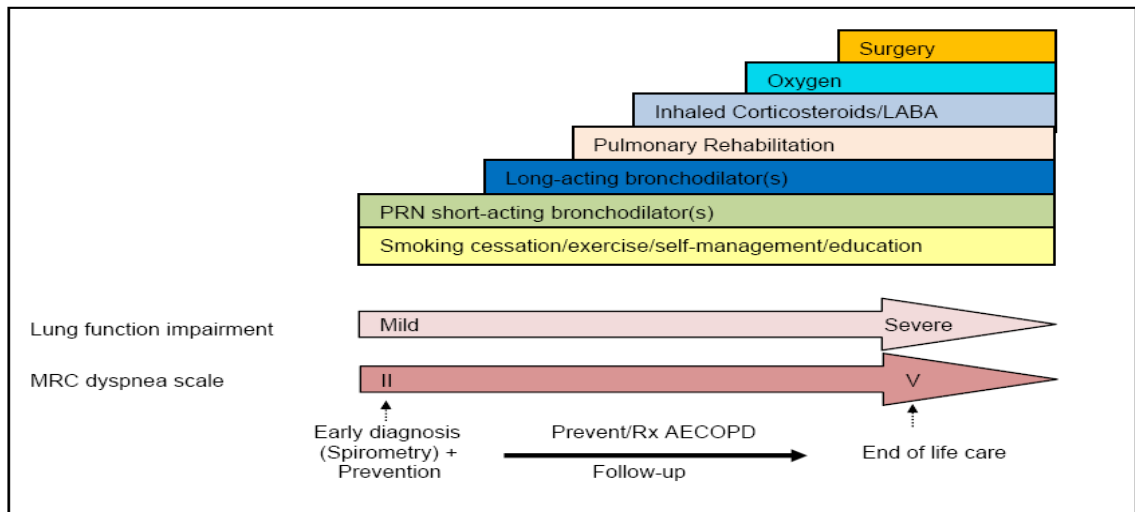 Surgery
Oxygen
Inhaled Corticosteroids/LABA
Pulmonary Rehabilitation
Long-acting bronchodilator(s)
PRN short-acting bronchodilator(s)
Smoking cessation/exercise/self-management/education
Lung function impairment
Mild
Severe
MRC dyspnea scale
II
V
Early diagnosis
(Spirometry) +
Prevention
Prevent/Rx AECOPD
Follow-up
End of life care